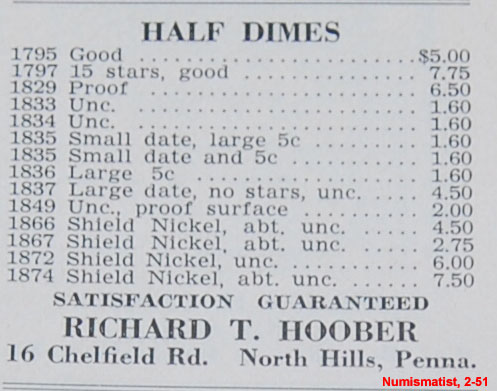 HALF DIMES
1795 Good ........................ $5.00
1797 15 stars, good ............... 7.75
1829 Proof ...................... 6.50
1833 Unc. ....................... 1.60
1834 Unc. ....................... 1.60
1835 Small date, large 5c ......... 1.60
1835 Small date and 5c .......... 1.60
1836 Large 5c .................. 1.60
1837 Large date, no stars, unc. ..... 4.50
1849 Unc., proof surface .......... 2.00
1866 Shield Nickel, abt. unc. ...... 4.50
1867 Shield Nickel, abt. unc. ...... 2.75
1872 Shield Nickel, unc. ........... 6.00
1874 Shield Nickel, abt. unc. ...... 7.50
SATISFACTION GUARANTEED
RICHARD T. HOOBER
16 Chelfield Rd. North Hills, Penna.
Numismatist, 2-51